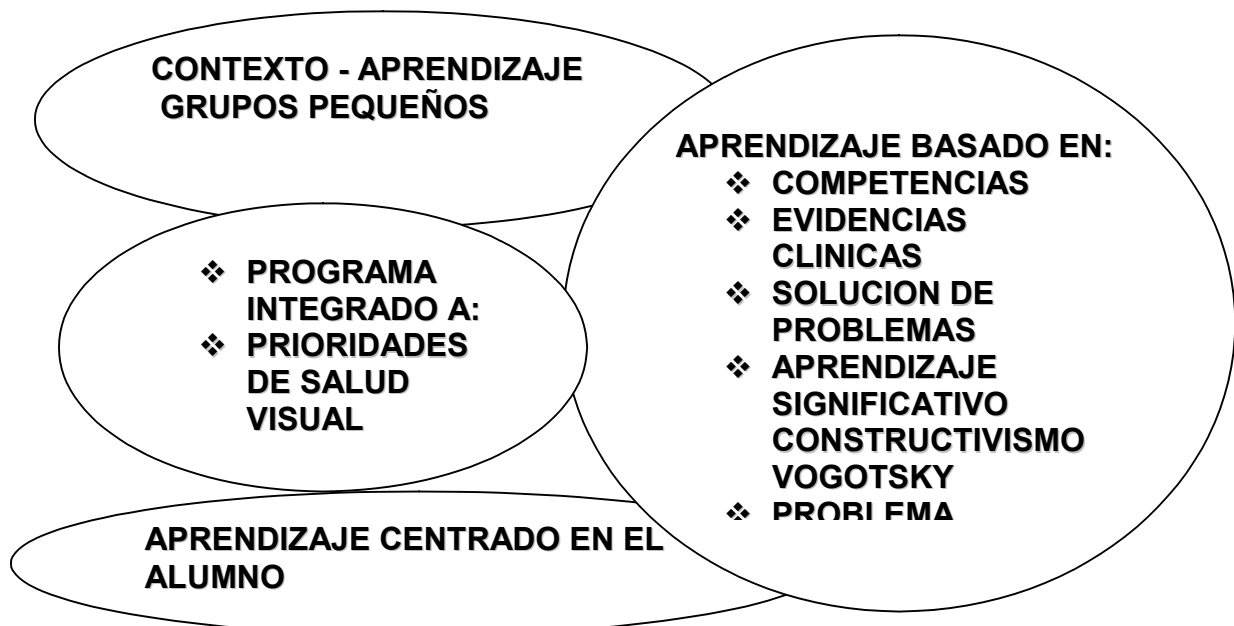 CONTEXTO - APRENDIZAJE
GRUPOS PEQUEÑOS
❖ PROGRAMA
INTEGRADO A:
❖ PRIORIDADES
DE SALUD
VISUAL
APRENDIZAJE CENTRADO EN EL
ALUMNO
APRENDIZAJE BASADO EN:
❖ COMPETENCIAS
❖ EVIDENCIAS
CLINICAS
❖ SOLUCION DE
PROBLEMAS
❖ APRENDIZAJE
SIGNIFICATIVO
CONSTRUCTIVISMO
VOGOTSKY
❖ PROBLEMA